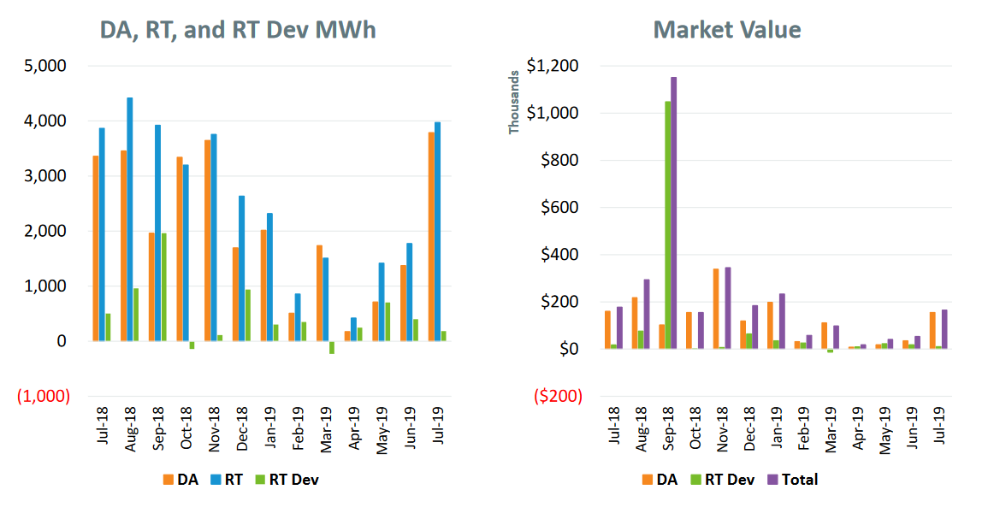 DA, RT, and RT Dev MWh
5,000
4,000
3,000
2,000
1,000
0
(1,000)
Jul-18
Aug-18
Sep-18
Oct-18
Nov-18
Dec-18
Jan-19
Feb-19
Mar-19
Apr-19
May-19
Jun-19
Jul-19
DA RT RT Dev
Market Value
Thousands
$1,200
$1,000
$800
$600
$400
$200
$0
($200)
Jul-18
Aug-18
Sep-18
Oct-18
Nov-18
Dec-18
Jan-19
Feb-19
Mar-19
Apr-19
May-19
Jun-19
Jul-19
DA RT Dev Total